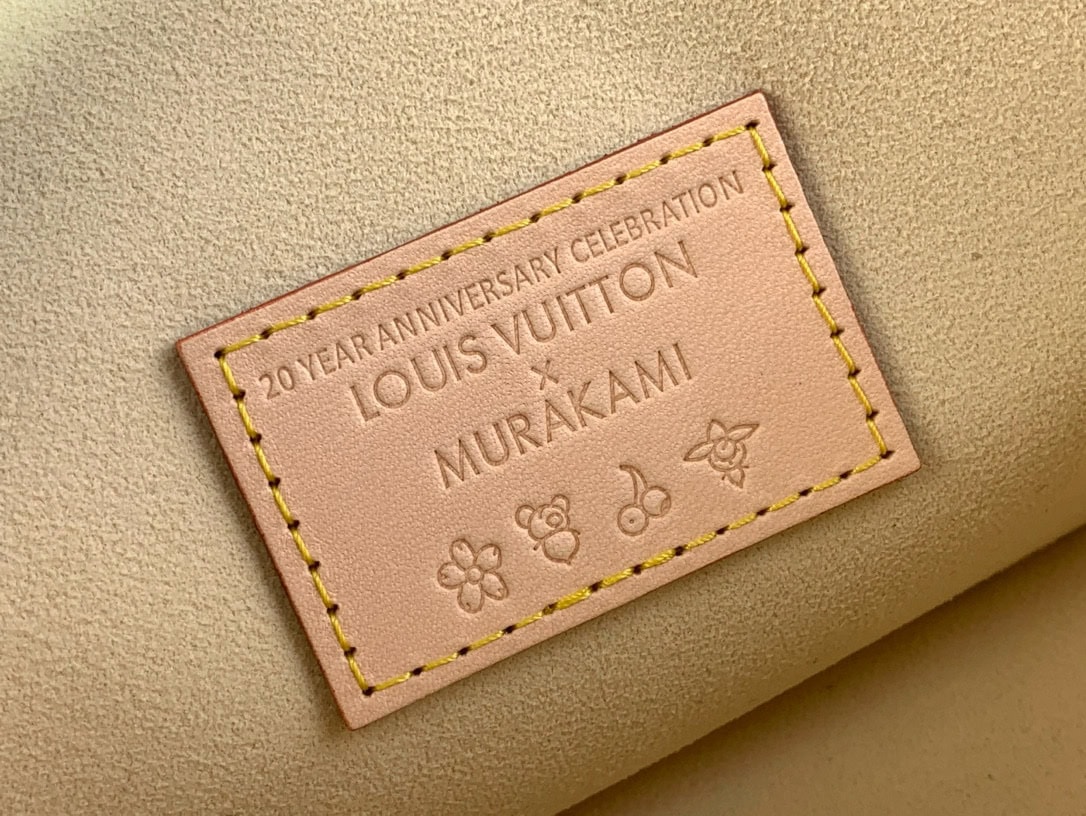 20 YEAR ANNIVERSARY CELEBRATION
LOUIS VUITTON
x
MURAKAMI